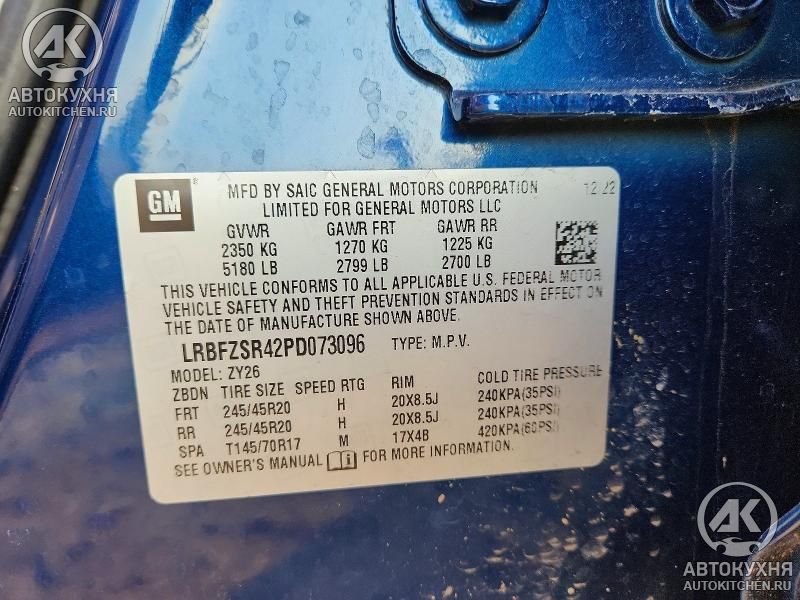 AK
АВТОКУХНЯ
AUTOKITCHEN.RU
GM
MFD BY SAIC GENERAL MOTORS CORPORATION 12/22
LIMITED FOR GENERAL MOTORS LLC
GVWR GAWR FRT GAWR RR
2350 KG 1270 KG 1225 KG
5180 LB 2799 LB 2700 LB
THIS VEHICLE CONFORMS TO ALL APPLICABLE U.S. FEDERAL MOTOR
VEHICLE SAFETY AND THEFT PREVENTION STANDARDS IN EFFECT ON
THE DATE OF MANUFACTURE SHOWN ABOVE.
LRBFZSR42PD073096 TYPE: M.P.V.
MODEL: ZY26
ZBDN TIRE SIZE SPEED RTG RIM COLD TIRE PRESSURE
FRT 245/45R20 H 20X8.5J 240KPA(35PSI)
RR 245/45R20 H 20X8.5J 240KPA(35PSI)
SPA T145/70R17 M 17X4B 420KPA(60PSI)
SEE OWNER'S MANUAL FOR MORE INFORMATION.
AK
АВТОКУХНЯ
AUTOKITCHEN.RU